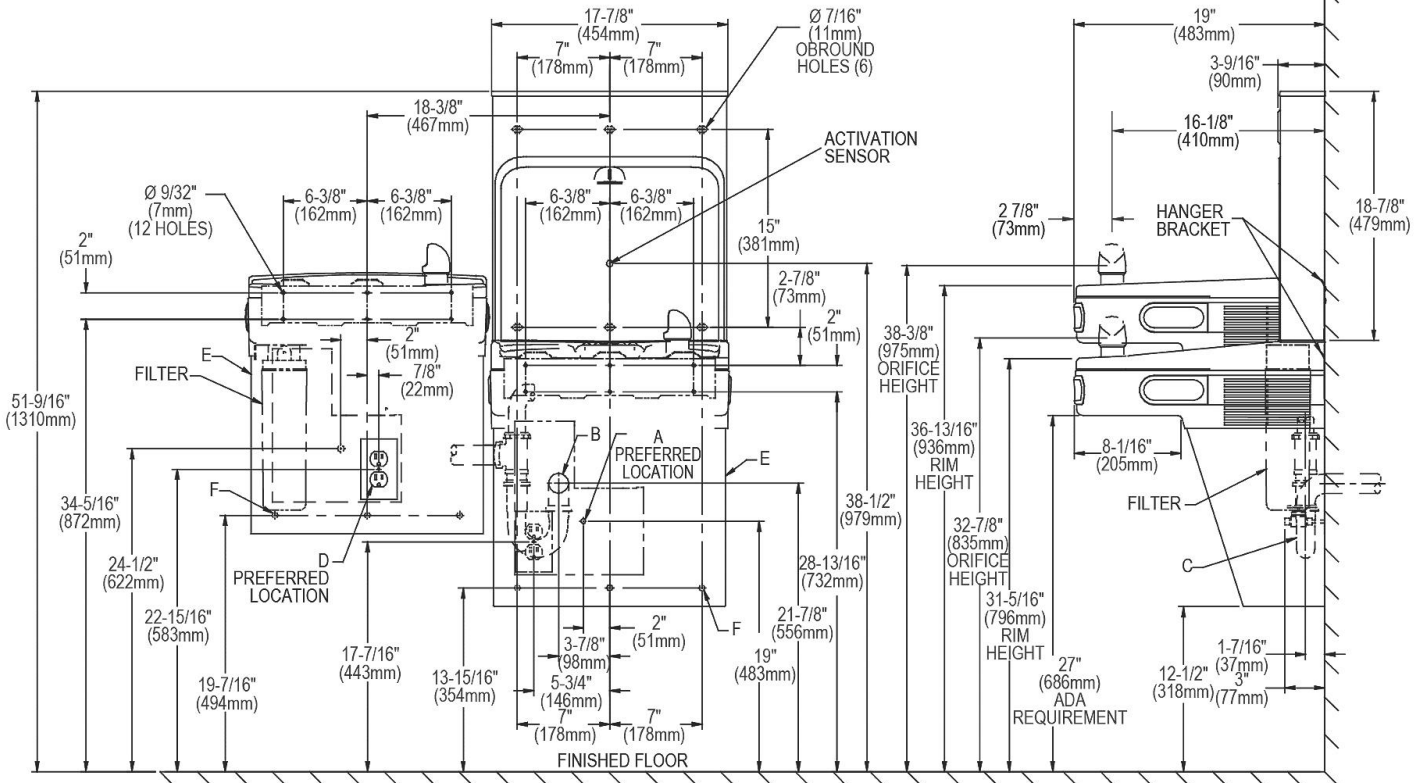 17-7/8"
(454mm)
7"
(178mm)
7"
(178mm)
Ø 7/16"
(11mm)
OBROUND
HOLES (6)
19"
(483mm)
3-9/16"
(90mm)
18-3/8"
(467mm)
16-1/8"
(410mm)
ACTIVATION
SENSOR
Ø 9/32"
(7mm)
(12 HOLES)
6-3/8"
(162mm)
6-3/8"
(162mm)
6-3/8"
(162mm)
6-3/8"
(162mm)
15"
(381mm)
2 7/8"
(73mm)
HANGER
BRACKET
18-7/8"
(479mm)
2"
(51mm)
2-7/8"
(73mm)
2"
(51mm)
2"
(51mm)
7/8"
(22mm)
E
FILTER
38-3/8"
(975mm)
ORIFICE
HEIGHT
51-9/16"
(1310mm)
B
A
PREFERRED
LOCATION
E
36-13/16"
(936mm)
RIM
HEIGHT
8-1/16"
(205mm)
FILTER
34-5/16"
(872mm)
F
38-1/2"
(979mm)
32-7/8"
(835mm)
ORIFICE
HEIGHT
24-1/2"
(622mm)
D
PREFERRED
LOCATION
28-13/16"
(732mm)
C
22-15/16"
(583mm)
21-7/8"
(556mm)
31-5/16"
(796mm)
RIM
HEIGHT
F
2"
(51mm)
3-7/8"
(98mm)
17-7/16"
(443mm)
19"
(483mm)
1-7/16"
(37mm)
3"
(77mm)
19-7/16"
(494mm)
13-15/16"
(354mm)
5-3/4"
(146mm)
27"
(686mm)
ADA
REQUIREMENT
12-1/2"
(318mm)
7"
(178mm)
7"
(178mm)
FINISHED FLOOR